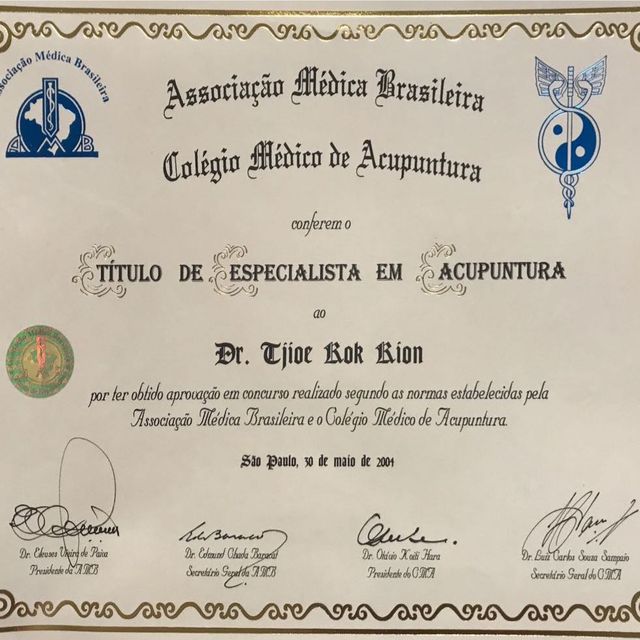 Associação Médica Brasileira
AMB
Associação Médica Brasileira
Colégio Médico de Acupuntura
conferem o
TÍTULO DE ESPECIALISTA EM ACUPUNTURA
ao
Dr. Tjioe Kok Kion
por ter obtido aprovação em concurso realizado segundo as normas estabelecidas pela
Associação Médica Brasileira e o Colégio Médico de Acupuntura.
São Paulo, 30 de maio de 2004
Dr. Eleuses Vieira de Paiva
Presidente da AMB
Dr. Edmund Chada Baracat
Secretário Geral da AMB
Dr. Otávio Koiti Hara
Presidente do CMA
Dr. Luiz Carlos Souza Sampaio
Secretário Geral do CMA